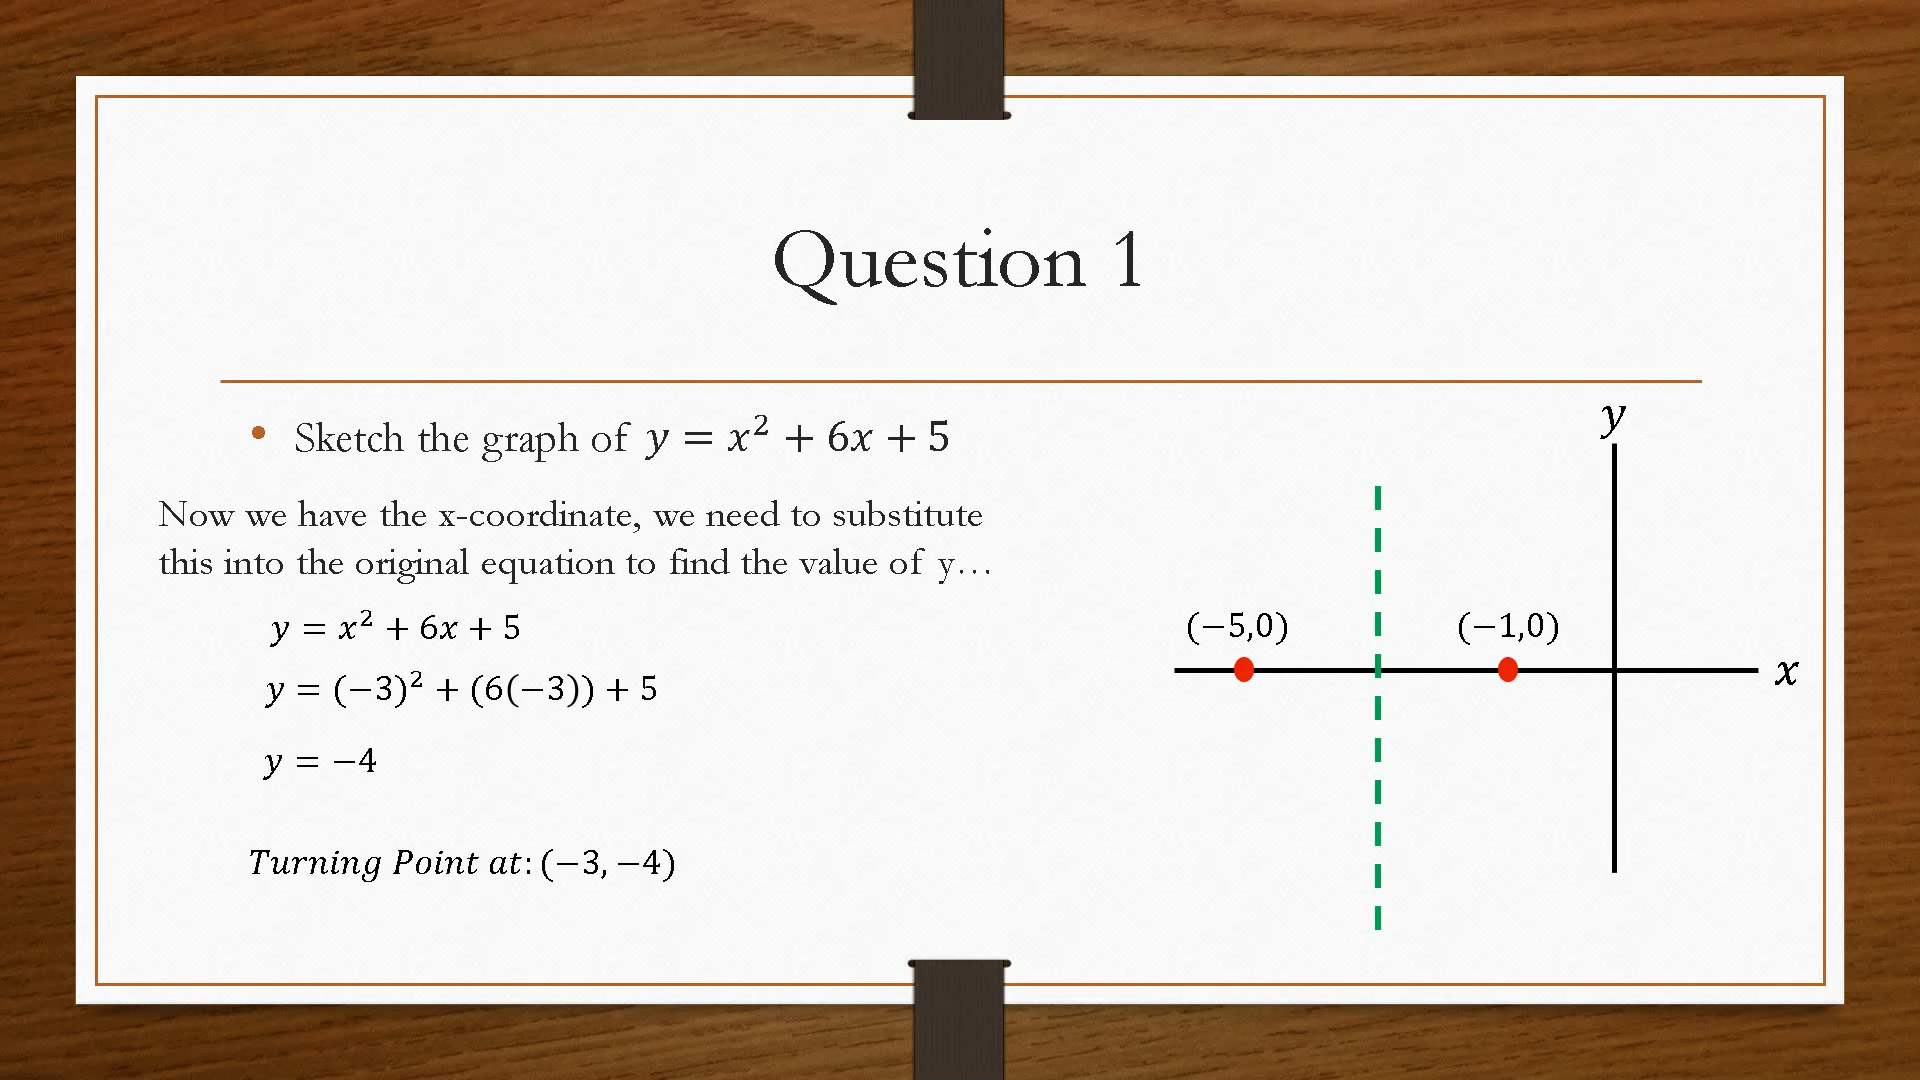 Question 1
• Sketch the graph of y = x² + 6x + 5
Now we have the x-coordinate, we need to substitute
this into the original equation to find the value of y…
y = x² + 6x + 5
y = (−3)² + (6(−3)) + 5
y = −4
Turning Point at: (−3, −4)
y
(−5,0)
(−1,0)
x